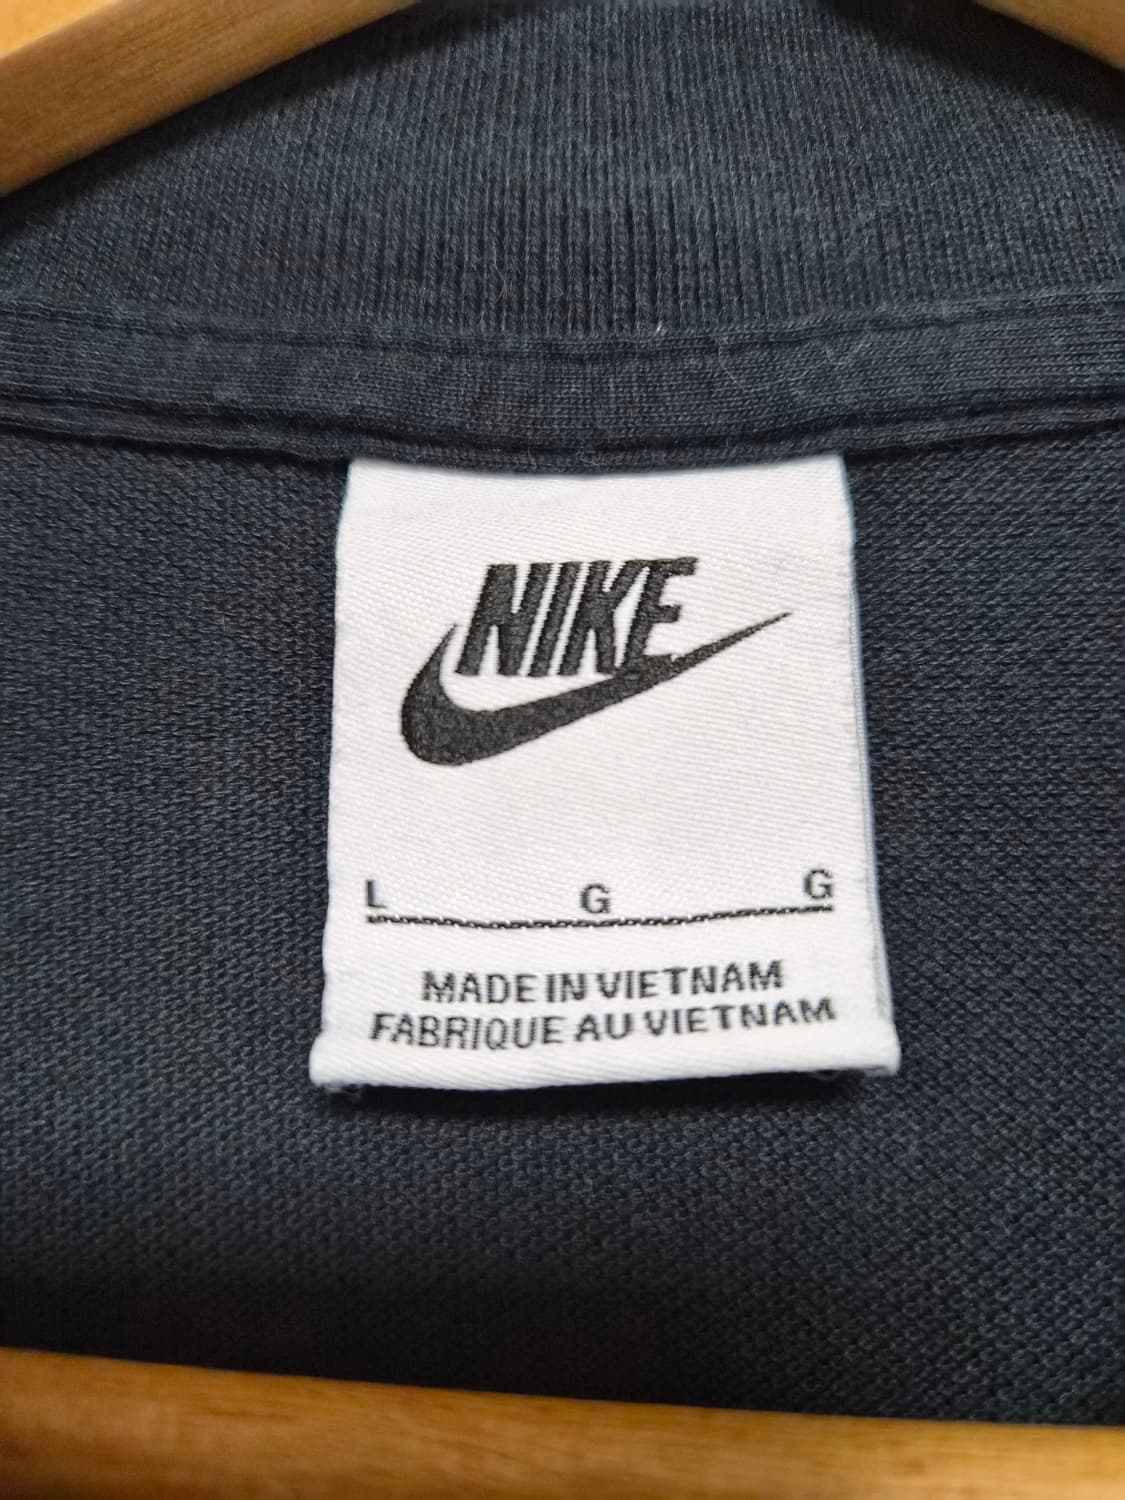 NIKE
L G G
MADE IN VIETNAM
FABRIQUE AU VIETNAM